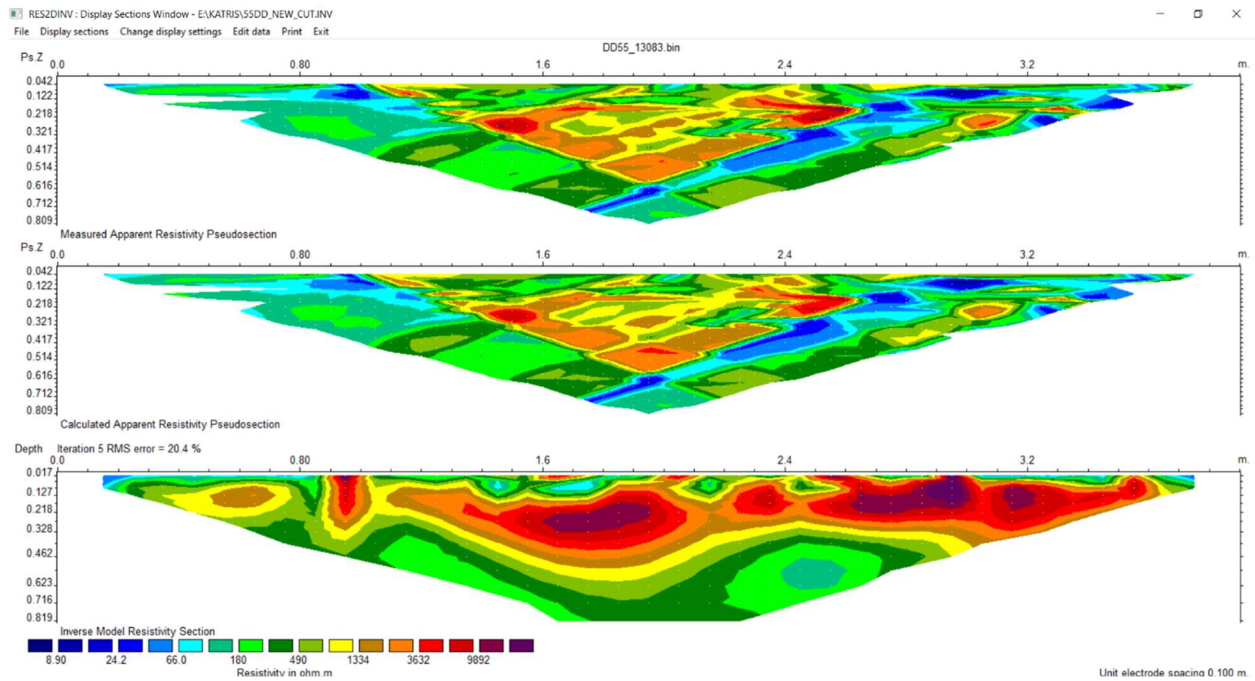 RES2DINV : Display Sections Window - E:\KATRIS\55DD_NEW_CUT.INV
File Display sections Change display settings Edit data Print Exit
DD55_13083.bin
Ps.Z 0.0 0.80 1.6 2.4 3.2 m.
0.042
0.122
0.218
0.321
0.417
0.514
0.616
0.712
0.809
Measured Apparent Resistivity Pseudosection
Ps.Z 0.0 0.80 1.6 2.4 3.2 m.
0.042
0.122
0.218
0.321
0.417
0.514
0.616
0.712
0.809
Calculated Apparent Resistivity Pseudosection
Depth Iteration 5 RMS error = 20.4 %
0.0 0.80 1.6 2.4 3.2 m.
0.017
0.127
0.218
0.328
0.462
0.623
0.716
0.819
Inverse Model Resistivity Section
8.90 24.2 66.0 180 490 1334 3632 9892
Resistivity in ohm.m
Unit electrode spacing 0.100 m.